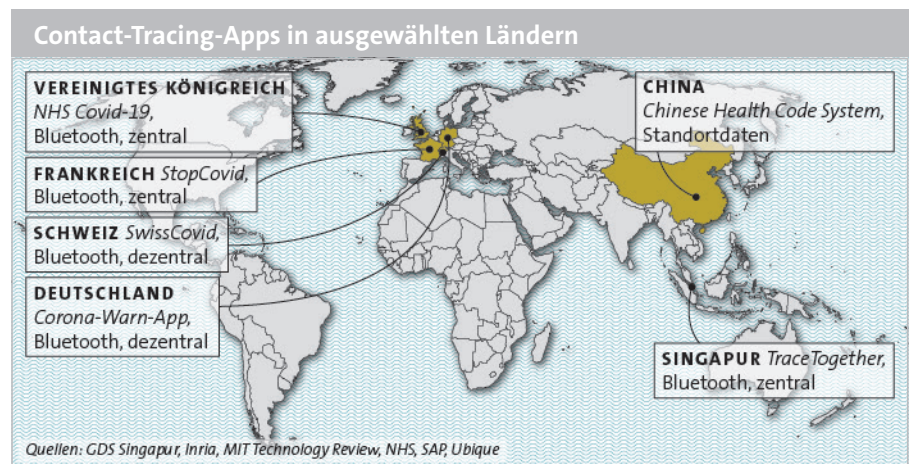 Contact-Tracing-Apps in ausgewählten Ländern
VEREINIGTES KÖNIGREICH
NHS Covid-19,
Bluetooth, zentral
FRANKREICH StopCovid,
Bluetooth, zentral
SCHWEIZ SwissCovid,
Bluetooth, dezentral
DEUTSCHLAND
Corona-Warn-App,
Bluetooth, dezentral
CHINA
Chinese Health Code System,
Standortdaten
SINGAPUR TraceTogether,
Bluetooth, zentral
Quellen: GDS Singapur, Inria, MIT Technology Review, NHS, SAP, Ubique